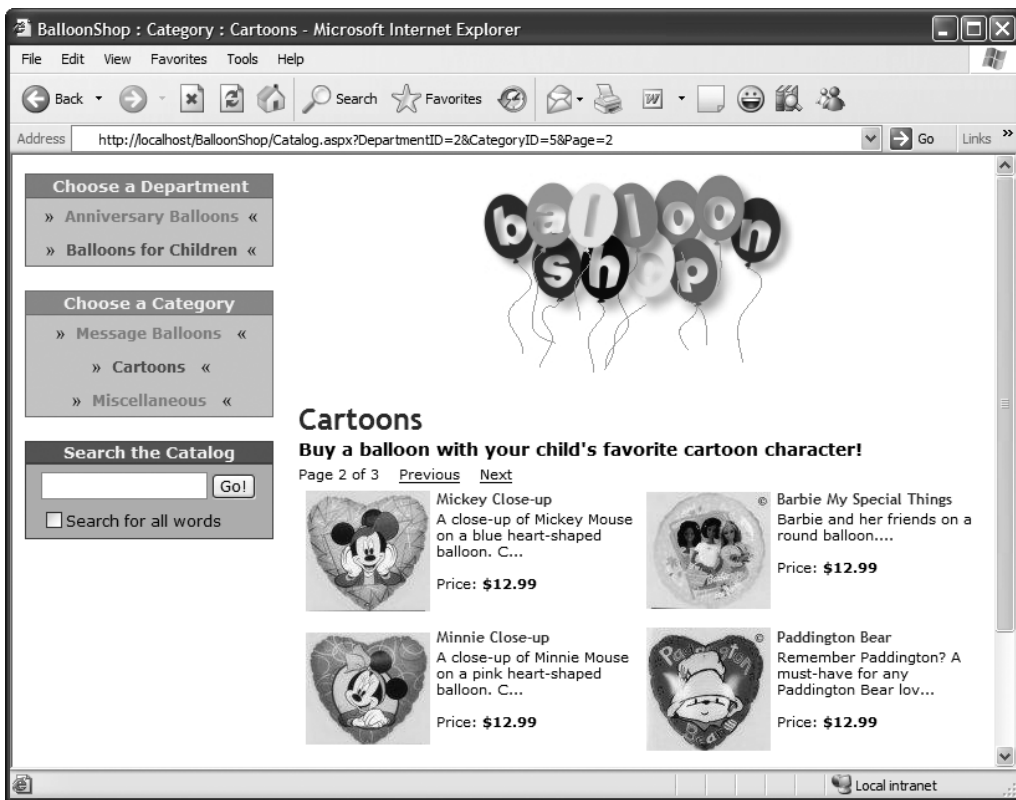 BalloonShop : Category : Cartoons - Microsoft Internet Explorer
File Edit View Favorites Tools Help
Back Search Favorites
Address http://localhost/BalloonShop/Catalog.aspx?DepartmentID=2&CategoryID=5&Page=2 Go Links »
Choose a Department
» Anniversary Balloons «
» Balloons for Children «
Choose a Category
» Message Balloons «
» Cartoons «
» Miscellaneous «
Search the Catalog
Go!
Search for all words
balloon
shop
Cartoons
Buy a balloon with your child's favorite cartoon character!
Page 2 of 3 Previous Next
Mickey Close-up
A close-up of Mickey Mouse
on a blue heart-shaped
balloon. C...
Price: $12.99
©
Barbie My Special Things
Barbie and her friends on a
round balloon....
Price: $12.99
Minnie Close-up
A close-up of Minnie Mouse
on a pink heart-shaped
balloon. C...
Price: $12.99
Paddington
Bear
©
Paddington Bear
Remember Paddington? A
must-have for any
Paddington Bear lov...
Price: $12.99
Local intranet